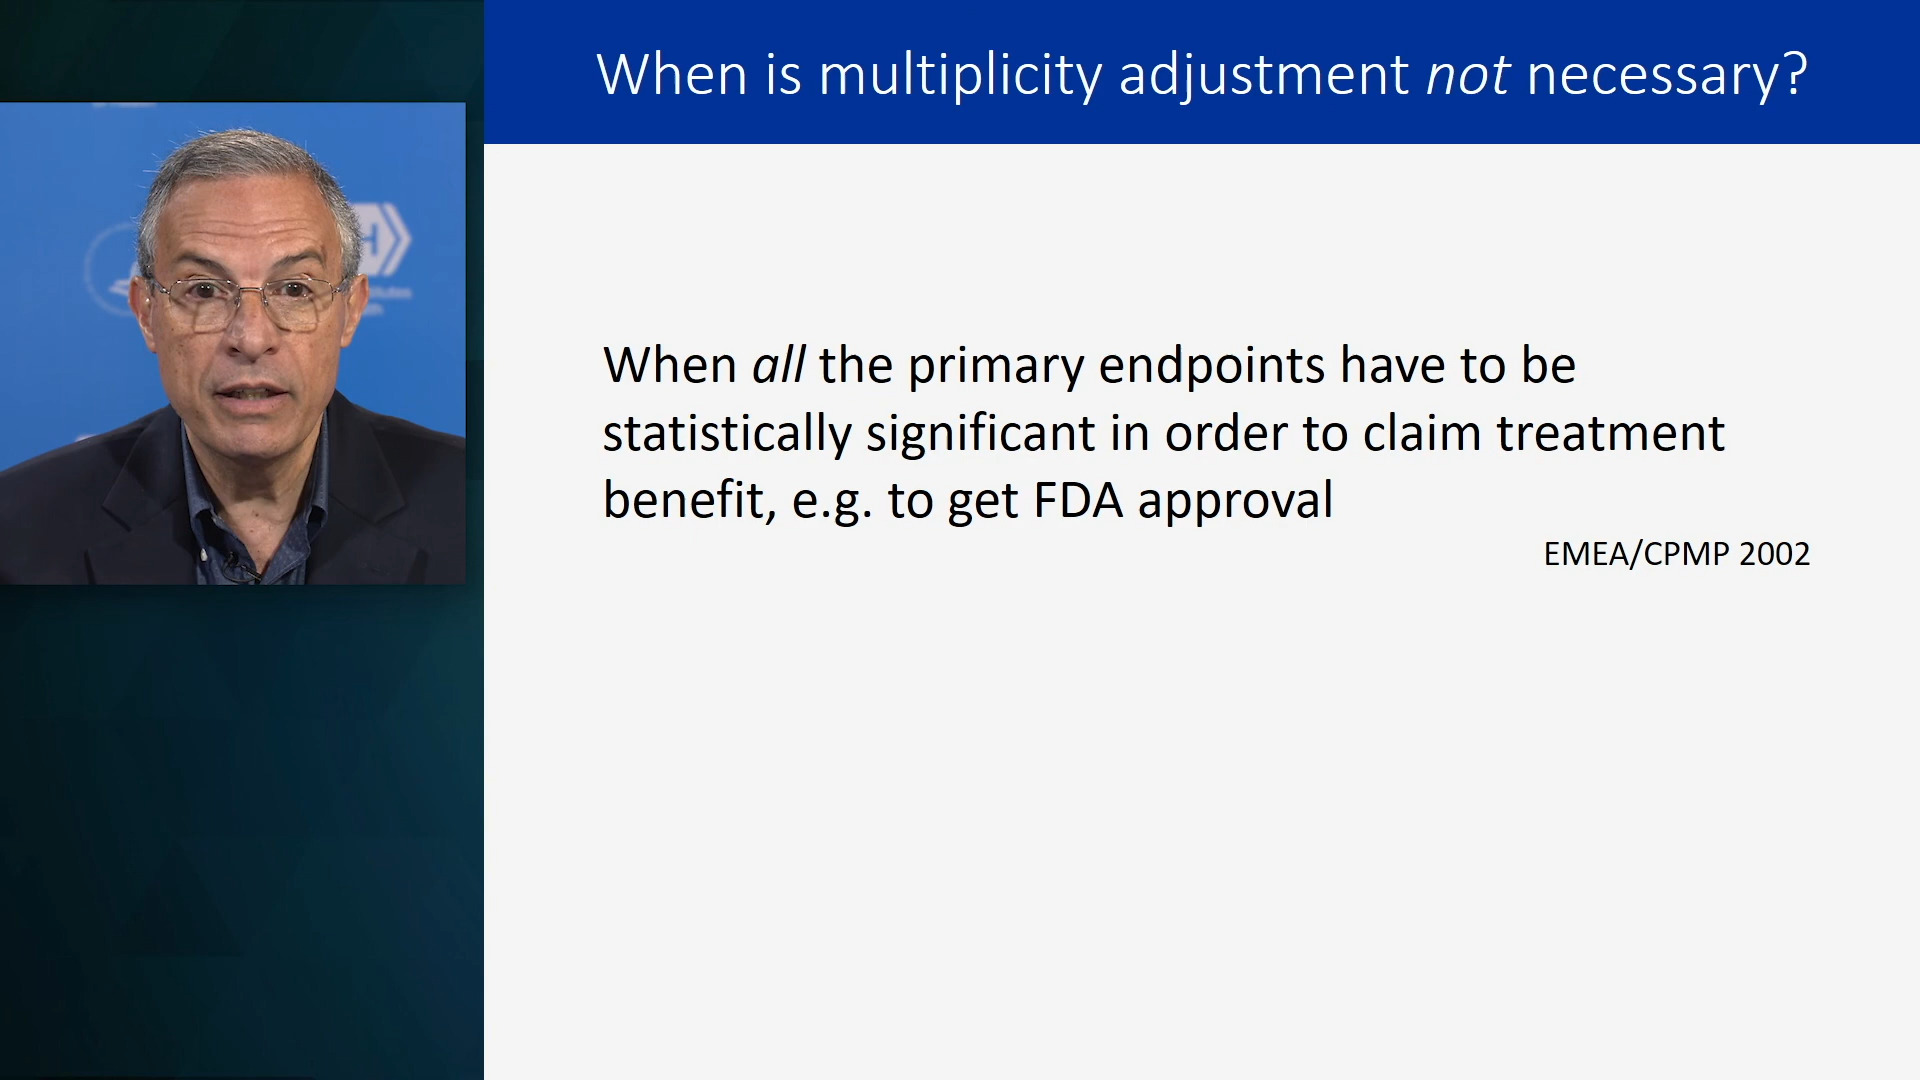 When is multiplicity adjustment not necessary?
When all the primary endpoints have to be
statistically significant in order to claim treatment
benefit, e.g. to get FDA approval
EMEA/CPMP 2002